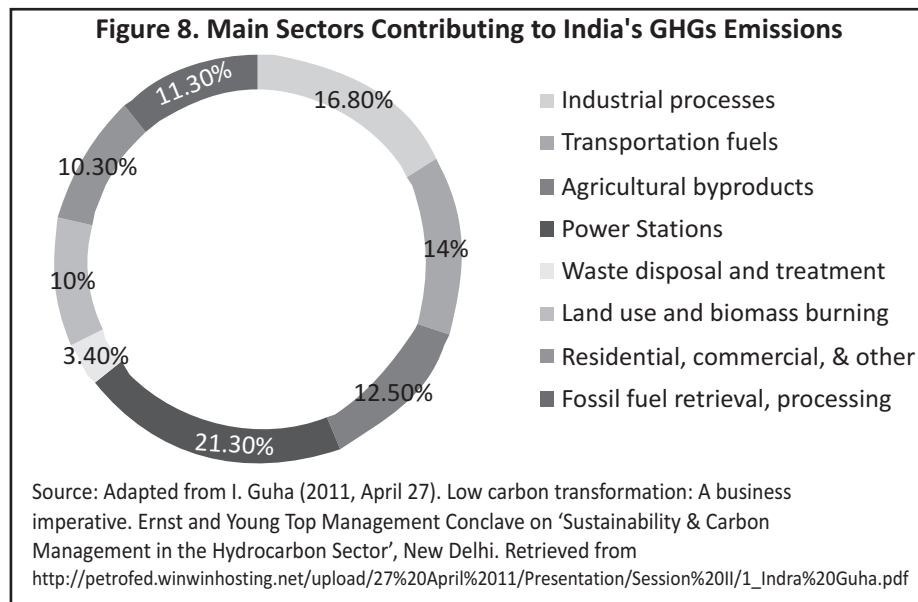 Figure 8. Main Sectors Contributing to India's GHGs Emissions
11.30%
16.80%
10.30%
14%
10%
3.40%
12.50%
21.30%
Industrial processes
Transportation fuels
Agricultural byproducts
Power Stations
Waste disposal and treatment
Land use and biomass burning
Residential, commercial, & other
Fossil fuel retrieval, processing
Source: Adapted from I. Guha (2011, April 27). Low carbon transformation: A business
imperative. Ernst and Young Top Management Conclave on ‘Sustainability & Carbon
Management in the Hydrocarbon Sector’, New Delhi. Retrieved from
http://petrofed.winwinhosting.net/upload/27%20April%2011/Presentation/Session%20II/1_Indra%20Guha.pdf